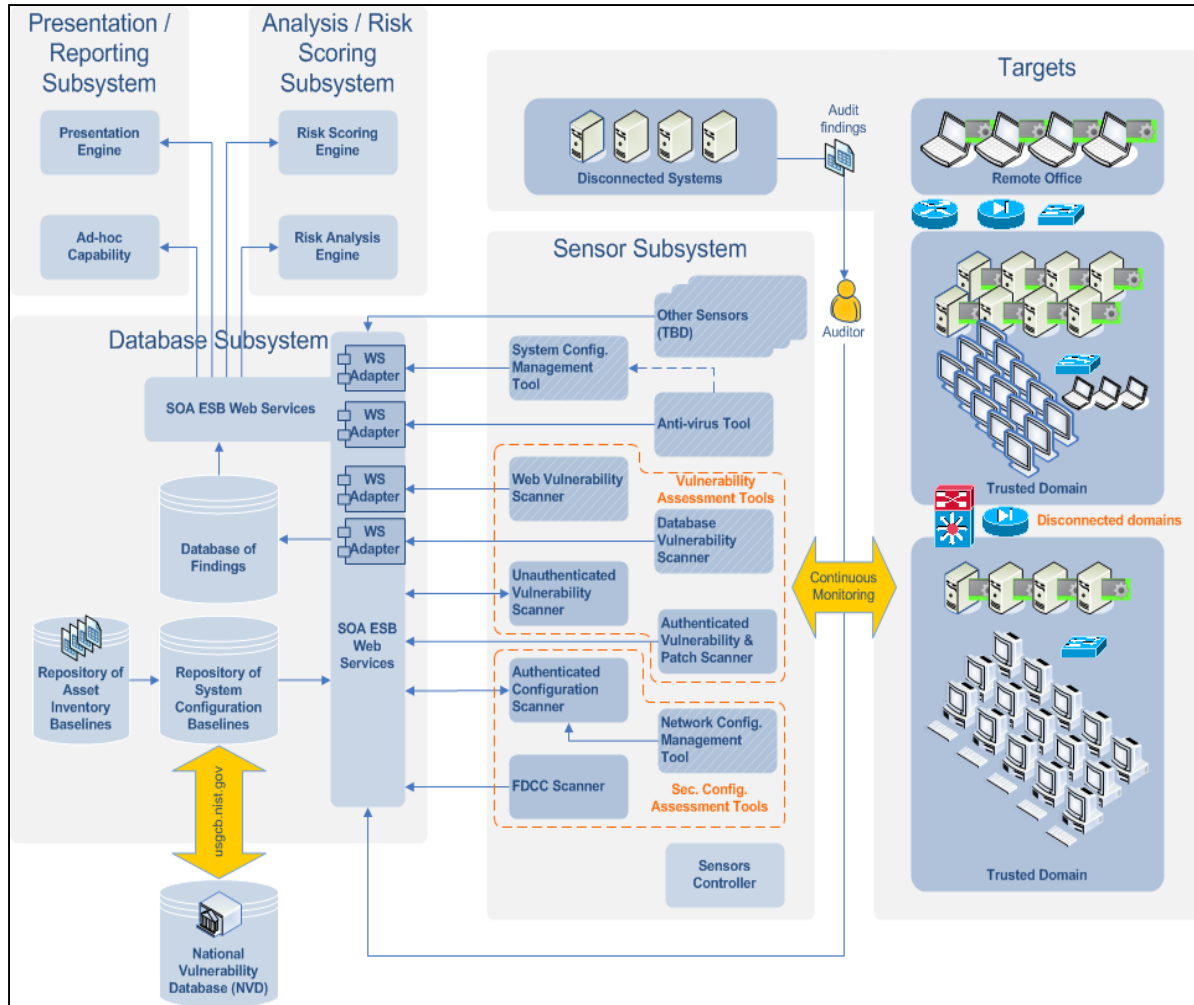 Presentation /
Reporting
Subsystem
Presentation
Engine
Ad-hoc
Capability
Analysis / Risk
Scoring
Subsystem
Risk Scoring
Engine
Risk Analysis
Engine
Targets
Disconnected Systems
Audit
findings
Auditor
Remote Office
Trusted Domain
Disconnected domains
Trusted Domain
Continuous
Monitoring
Sensor Subsystem
Other Sensors
(TBD)
System Config.
Management
Tool
Anti-virus Tool
Web Vulnerability
Scanner
Vulnerability
Assessment Tools
Database
Vulnerability
Scanner
Unauthenticated
Vulnerability
Scanner
Authenticated
Vulnerability &
Patch Scanner
Authenticated
Configuration
Scanner
Network Config.
Management
Tool
FDCC Scanner
Sec. Config.
Assessment Tools
Sensors
Controller
Database Subsystem
SOA ESB Web Services
WS
Adapter
WS
Adapter
WS
Adapter
WS
Adapter
SOA ESB
Web
Services
Database of
Findings
Repository of
Asset
Inventory
Baselines
Repository of
System
Configuration
Baselines
usgcb.nist.gov
National
Vulnerability
Database (NVD)